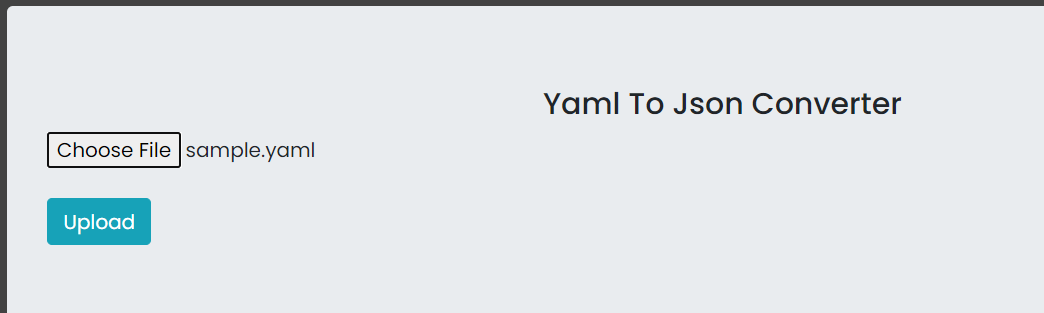 Yaml To Json Converter
Choose File sample.yaml
Upload